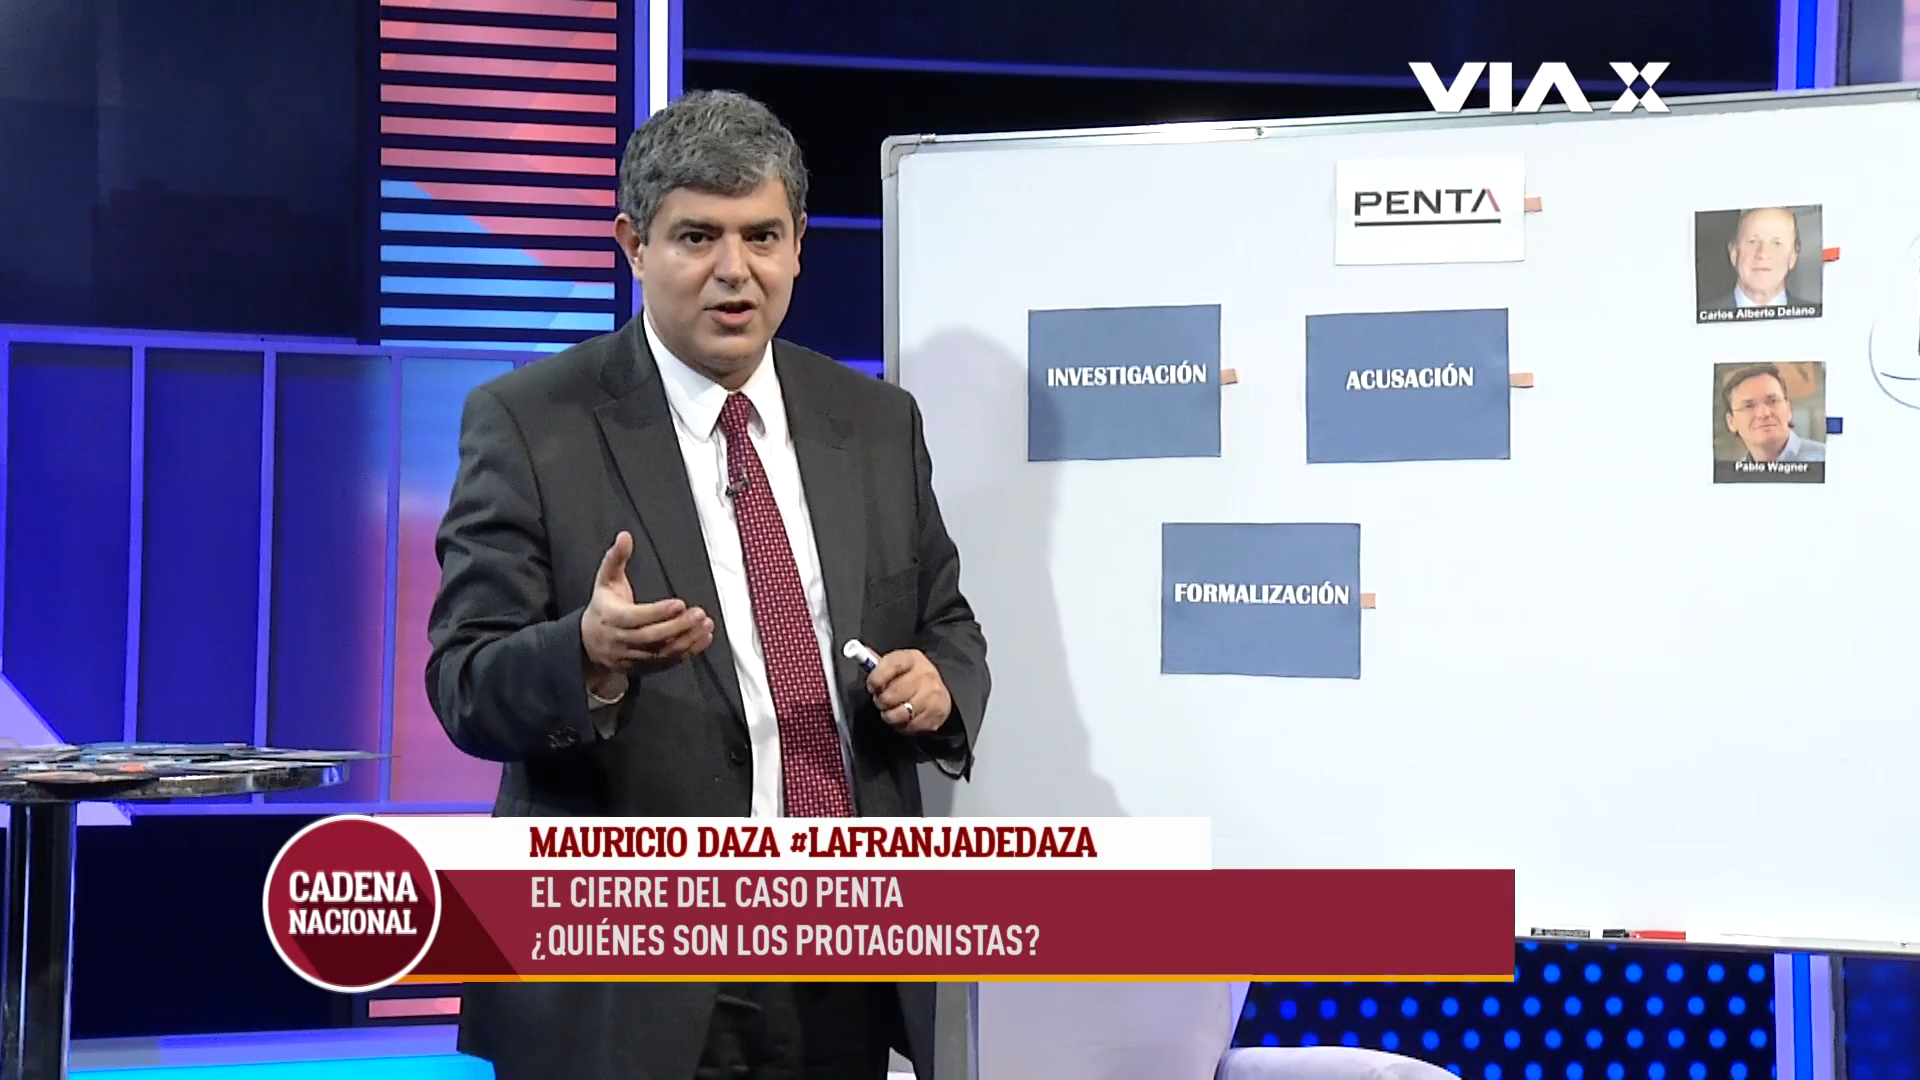 VIA X
PENTA
Carlos Alberto Delano
INVESTIGACIÓN
ACUSACIÓN
Pablo Wagner
FORMALIZACIÓN
MAURICIO DAZA #LAFRANJADEDAZA
CADENA
NACIONAL
EL CIERRE DEL CASO PENTA
¿QUIÉNES SON LOS PROTAGONISTAS?